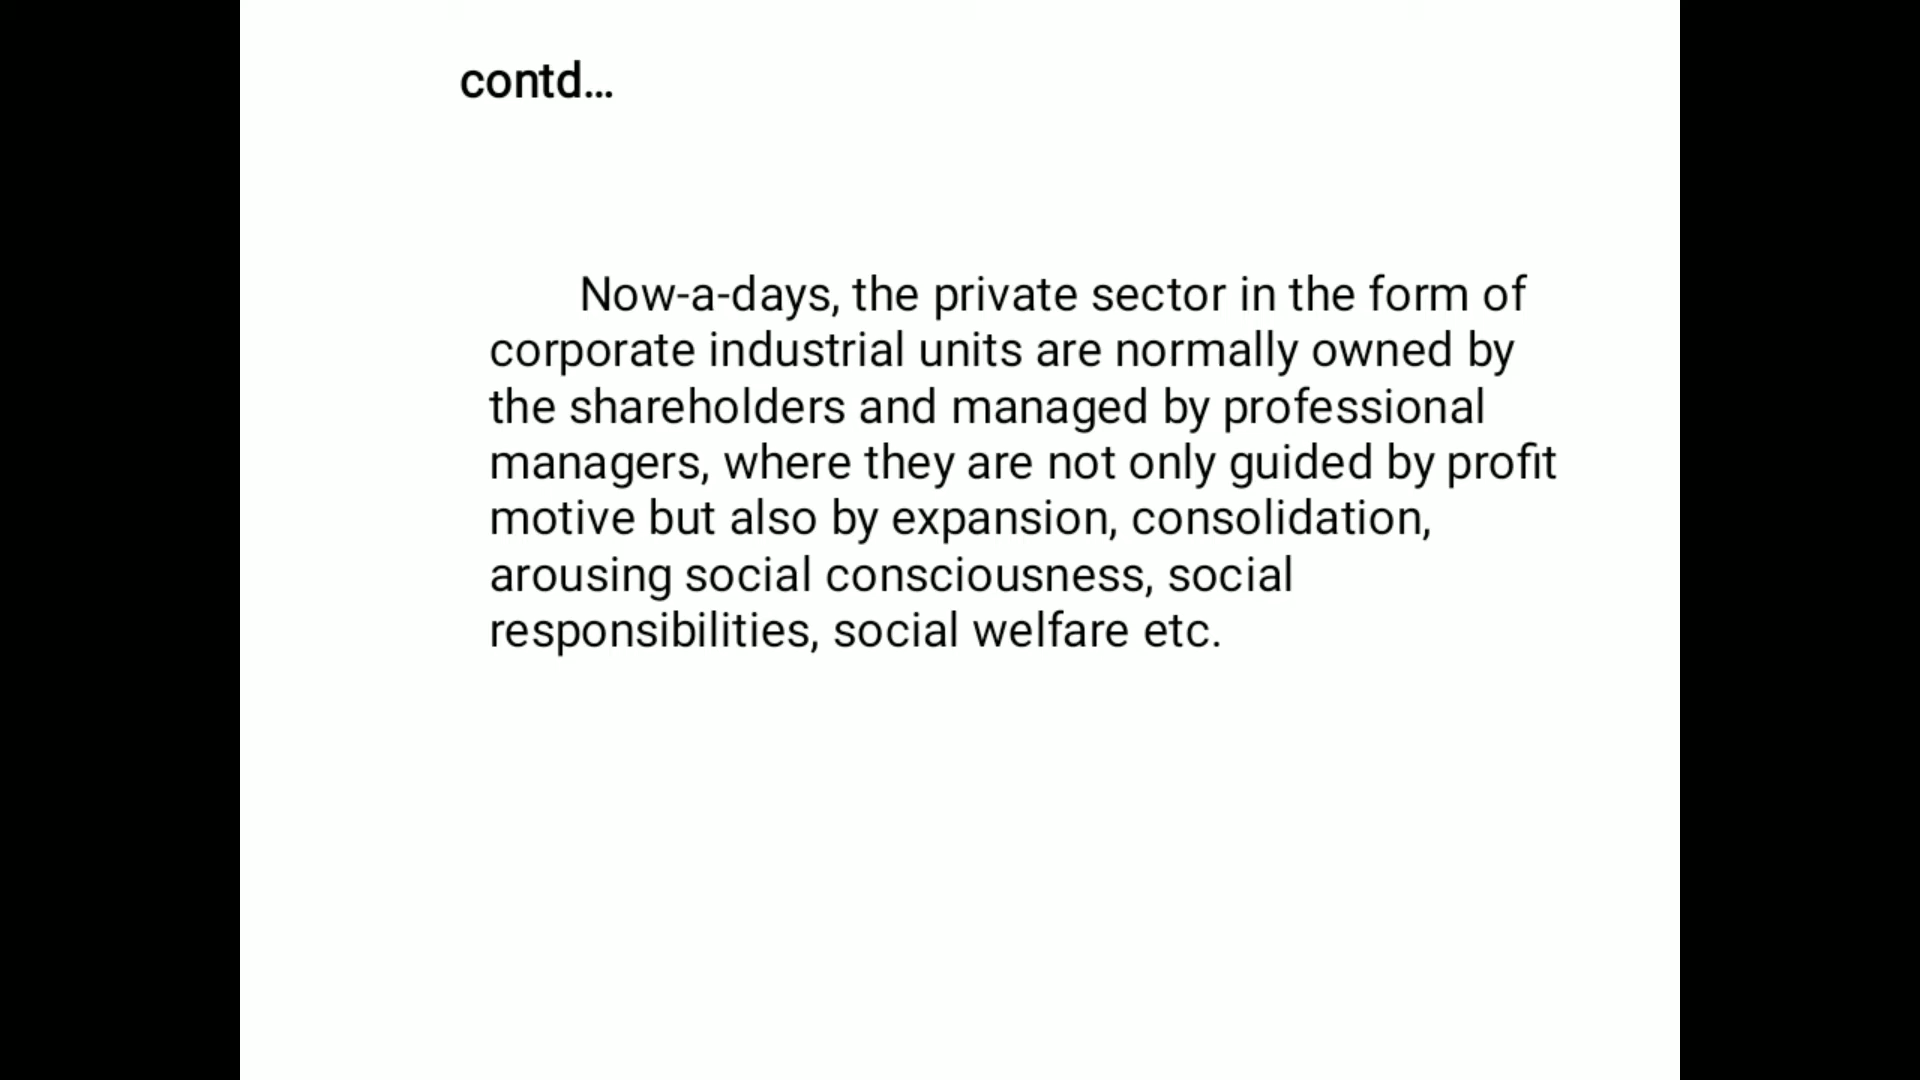 contd...
Now-a-days, the private sector in the form of
corporate industrial units are normally owned by
the shareholders and managed by professional
managers, where they are not only guided by profit
motive but also by expansion, consolidation,
arousing social consciousness, social
responsibilities, social welfare etc.